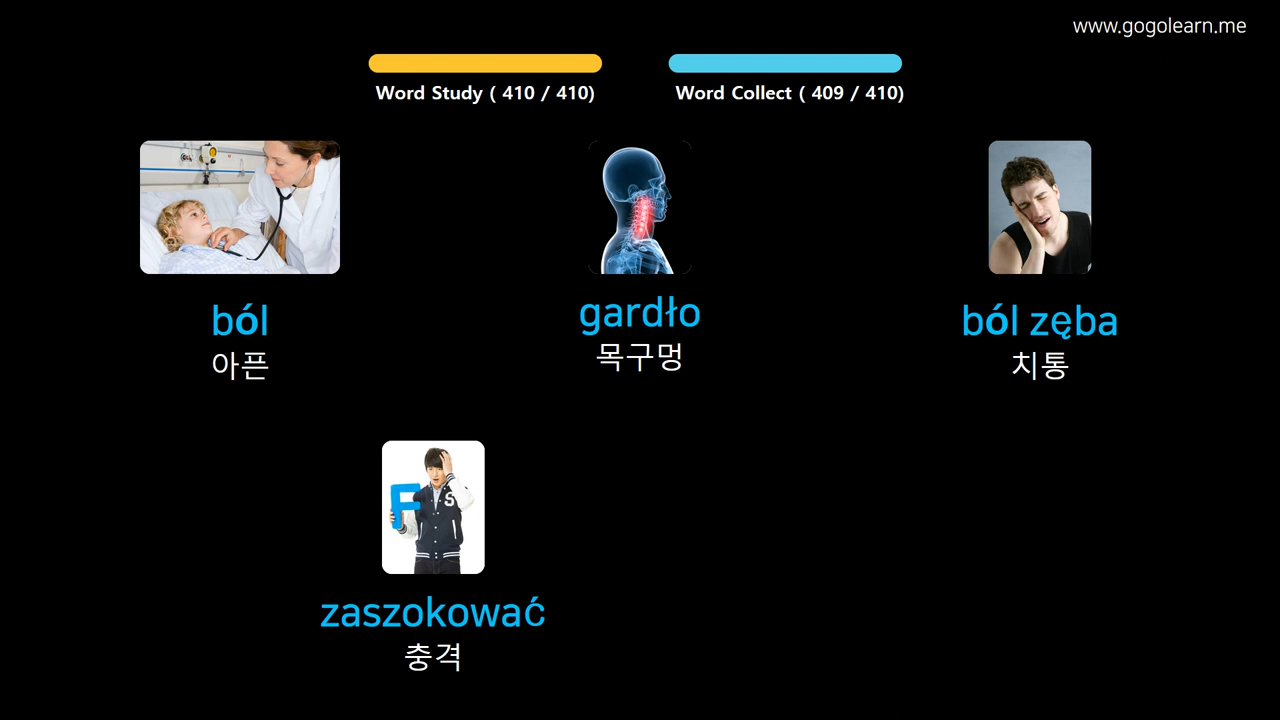 www.gogolearn.me
Word Study ( 410 / 410)
Word Collect ( 409 / 410)
ból
아픈
gardło
목구멍
ból zęba
치통
F
S
zaszokować
충격